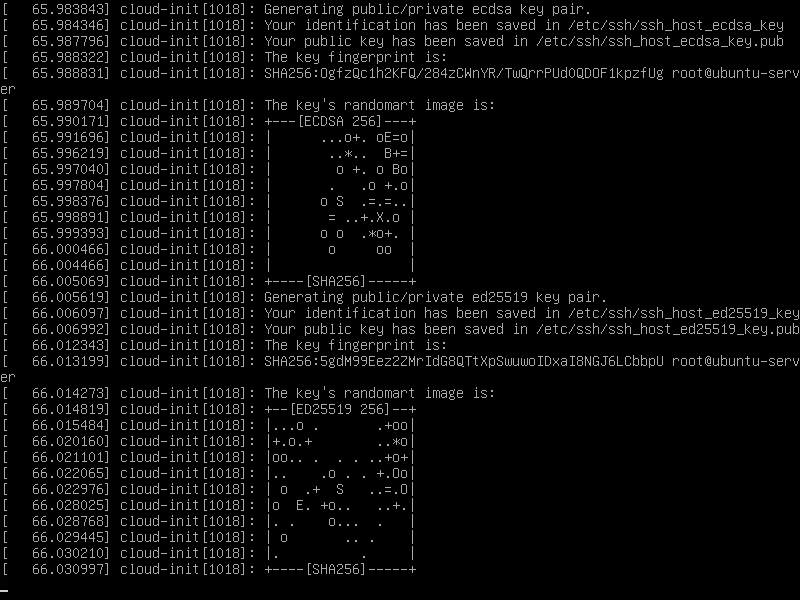 [   65.983843] cloud-init[1018]: Generating public/private ecdsa key pair.
[   65.984346] cloud-init[1018]: Your identification has been saved in /etc/ssh/ssh_host_ecdsa_key
[   65.987796] cloud-init[1018]: Your public key has been saved in /etc/ssh/ssh_host_ecdsa_key.pub
[   65.988322] cloud-init[1018]: The key fingerprint is:
[   65.988831] cloud-init[1018]: SHA256:OgfzQc1h2KFQ/284zCWnYR/TwQrrPUd0QDOF1kpzfUg root@ubuntu-serv
er
[   65.989704] cloud-init[1018]: The key's randomart image is:
[   65.990171] cloud-init[1018]: +---[ECDSA 256]---+
[   65.991696] cloud-init[1018]: |      ...o+. oE=o|
[   65.996219] cloud-init[1018]: |       ..*..  B+=|
[   65.997040] cloud-init[1018]: |        o +. o Bo|
[   65.997804] cloud-init[1018]: |       .    .o +.o|
[   65.998376] cloud-init[1018]: |      o S  .=.=..|
[   65.998891] cloud-init[1018]: |       = ..+.X.o |
[   65.999393] cloud-init[1018]: |      o o  .*o+. |
[   66.000466] cloud-init[1018]: |       o     oo  |
[   66.004466] cloud-init[1018]: |                 |
[   66.005069] cloud-init[1018]: +----[SHA256]-----+
[   66.005619] cloud-init[1018]: Generating public/private ed25519 key pair.
[   66.006097] cloud-init[1018]: Your identification has been saved in /etc/ssh/ssh_host_ed25519_key
[   66.006992] cloud-init[1018]: Your public key has been saved in /etc/ssh/ssh_host_ed25519_key.pub
[   66.012343] cloud-init[1018]: The key fingerprint is:
[   66.013199] cloud-init[1018]: SHA256:5gdM99Eez2ZMrIdG8QTtXpSwuwoIDxaI8NGJ6LCbbpU root@ubuntu-serv
er
[   66.014273] cloud-init[1018]: The key's randomart image is:
[   66.014819] cloud-init[1018]: +--[ED25519 256]--+
[   66.015484] cloud-init[1018]: |...o .       .+oo|
[   66.020160] cloud-init[1018]: |+.o.+        ..*o|
[   66.021101] cloud-init[1018]: |oo.. . . . ..+o+|
[   66.022065] cloud-init[1018]: |..    .o . . +.Oo|
[   66.022976] cloud-init[1018]: | o  .+  S   ..=.O|
[   66.028025] cloud-init[1018]: |o  E. +o..   ..+.|
[   66.028768] cloud-init[1018]: |. .    o...  .   |
[   66.029445] cloud-init[1018]: | o       .. .    |
[   66.030210] cloud-init[1018]: |.          .     |
[   66.030997] cloud-init[1018]: +----[SHA256]-----+